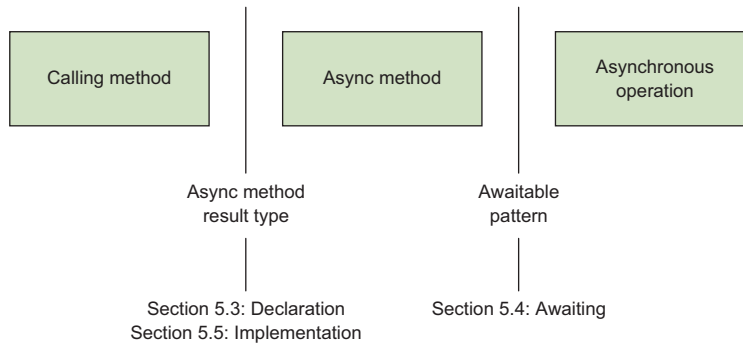 Calling method
Async method
Asynchronous
operation
Async method
result type
Awaitable
pattern
Section 5.3: Declaration
Section 5.5: Implementation
Section 5.4: Awaiting